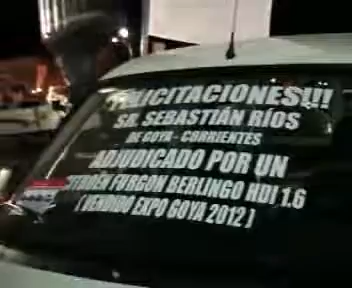 FELICITACIONES!!!
SR. SEBASTIÁN RÍOS
DE GOYA - CORRIENTES
ADJUDICADO POR UN
CITROËN FURGON BERLINGO HDI 1.6
[ VENDIDO EXPO GOYA 2012 ]